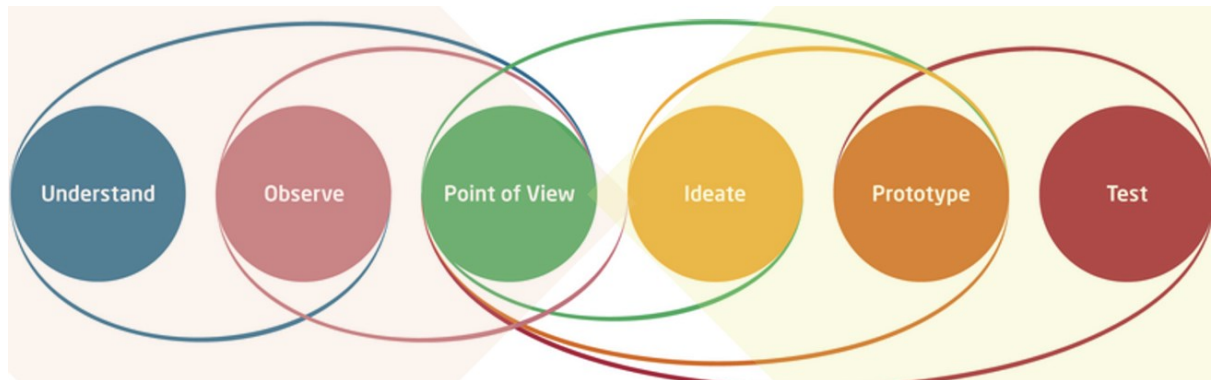 Understand
Observe
Point of View
Ideate
Prototype
Test